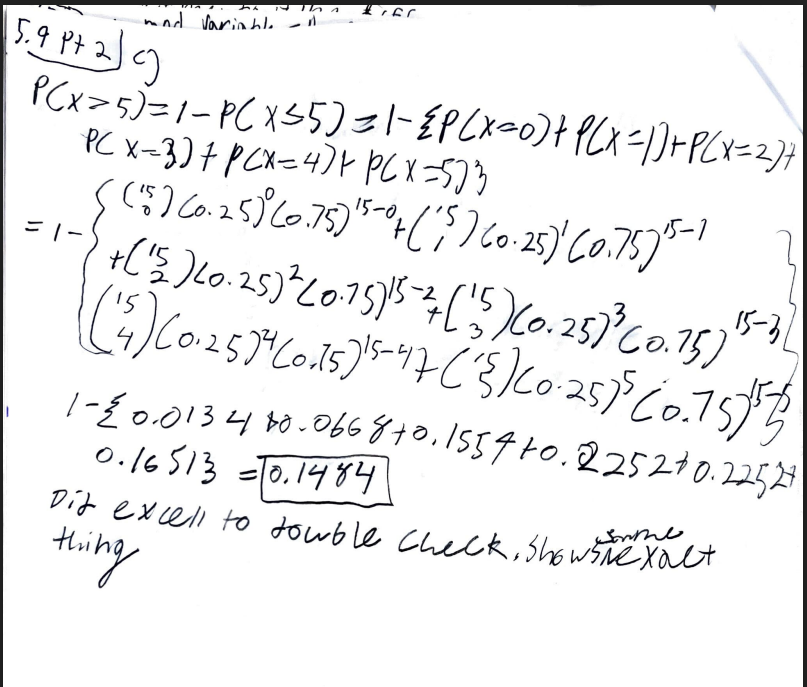 mnd Variable
5.9 Pt 2 c)
P(X>5)=1-P(X≤5)=1-{P(X=0)+P(X=1)+P(X=2)+
P(X=3)+P(X=4)+P(X=5)}
=1-{(15 0)(0.25)^0(0.75)^15-0+(15 1)(0.25)^1(0.75)^15-1
+(15 2)(0.25)^2(0.75)^15-2+(15 3)(0.25)^3(0.75)^15-3
(15 4)(0.25)^4(0.75)^15-4+(15 5)(0.25)^5(0.75)^15-5}
1-{0.0134+0.0668+0.1559+0.2252+0.2252+
0.1651} = 0.1484
Did excell to double check, shows same exact
thing